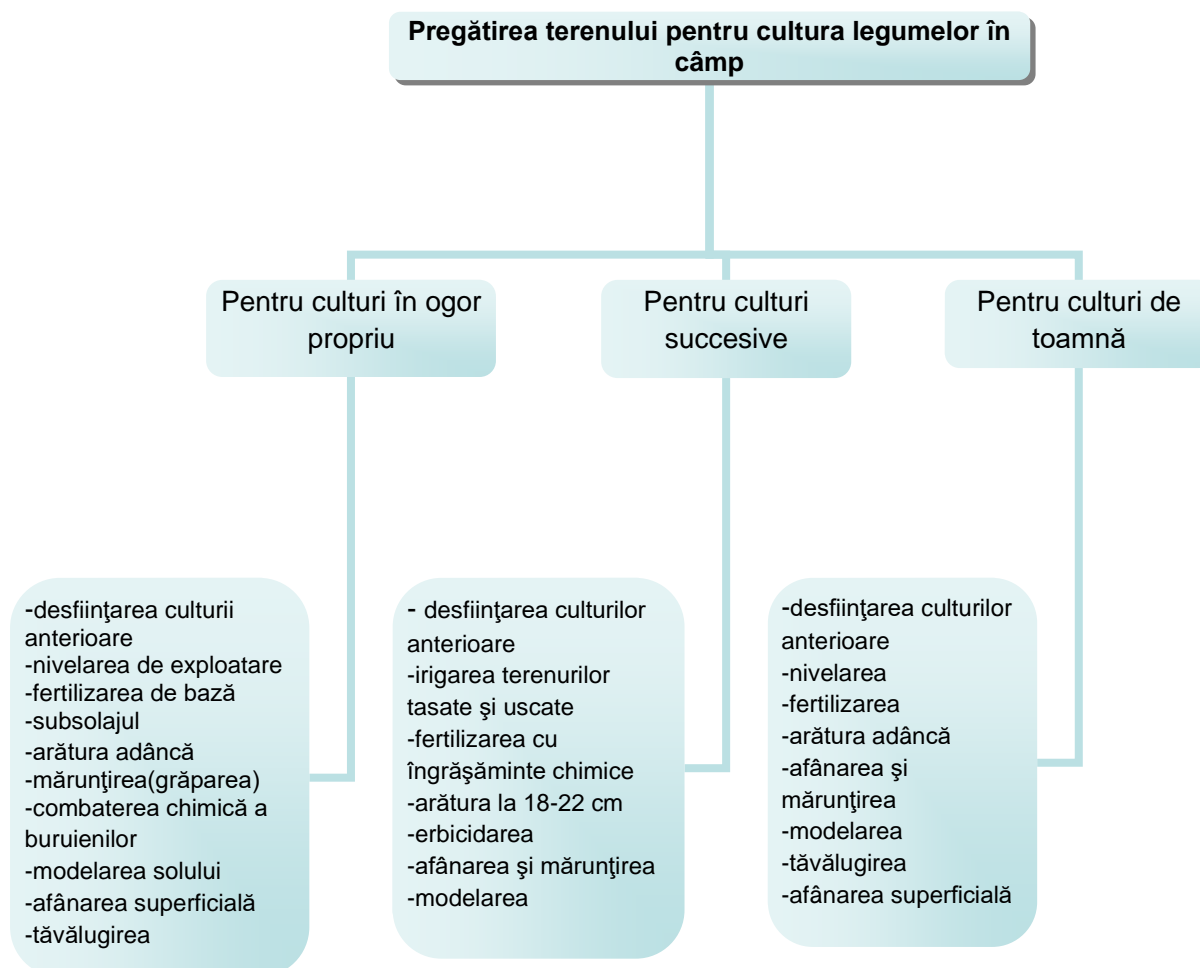 Pregătirea terenului pentru cultura legumelor în
câmp
Pentru culturi în ogor
propriu
Pentru culturi
succesive
Pentru culturi de
toamnă
-desfiinţarea culturii
anterioare
-nivelarea de exploatare
-fertilizarea de bază
-subsolajul
-arătura adâncă
-mărunţirea(grăparea)
-combaterea chimică a
buruienilor
-modelarea solului
-afânarea superficială
-tăvălugirea
- desfiinţarea culturilor
anterioare
-irigarea terenurilor
tasate şi uscate
-fertilizarea cu
îngrăşăminte chimice
-arătura la 18-22 cm
-erbicidarea
-afânarea şi mărunţirea
-modelarea
-desfiinţarea culturilor
anterioare
-nivelarea
-fertilizarea
-arătura adâncă
-afânarea şi
mărunţirea
-modelarea
-tăvălugirea
-afânarea superficială